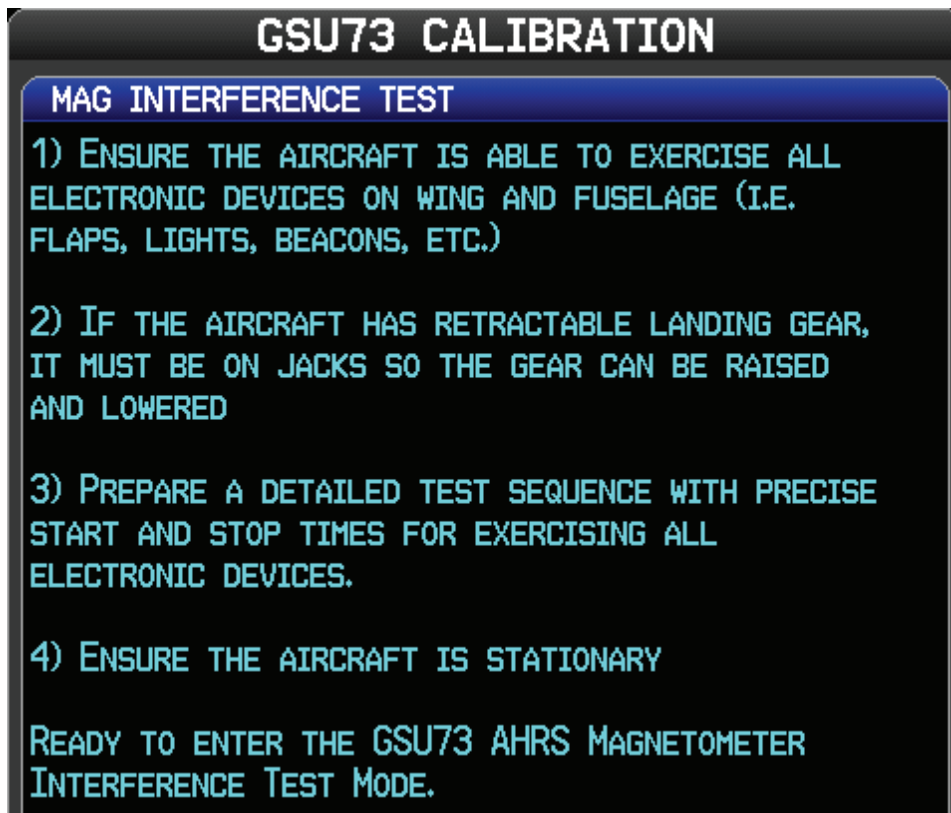 GSU73 CALIBRATION
MAG INTERFERENCE TEST
1) ENSURE THE AIRCRAFT IS ABLE TO EXERCISE ALL
ELECTRONIC DEVICES ON WING AND FUSELAGE (I.E.
FLAPS, LIGHTS, BEACONS, ETC.)
2) IF THE AIRCRAFT HAS RETRACTABLE LANDING GEAR,
IT MUST BE ON JACKS SO THE GEAR CAN BE RAISED
AND LOWERED
3) PREPARE A DETAILED TEST SEQUENCE WITH PRECISE
START AND STOP TIMES FOR EXERCISING ALL
ELECTRONIC DEVICES.
4) ENSURE THE AIRCRAFT IS STATIONARY
READY TO ENTER THE GSU73 AHRS MAGNETOMETER
INTERFERENCE TEST MODE.